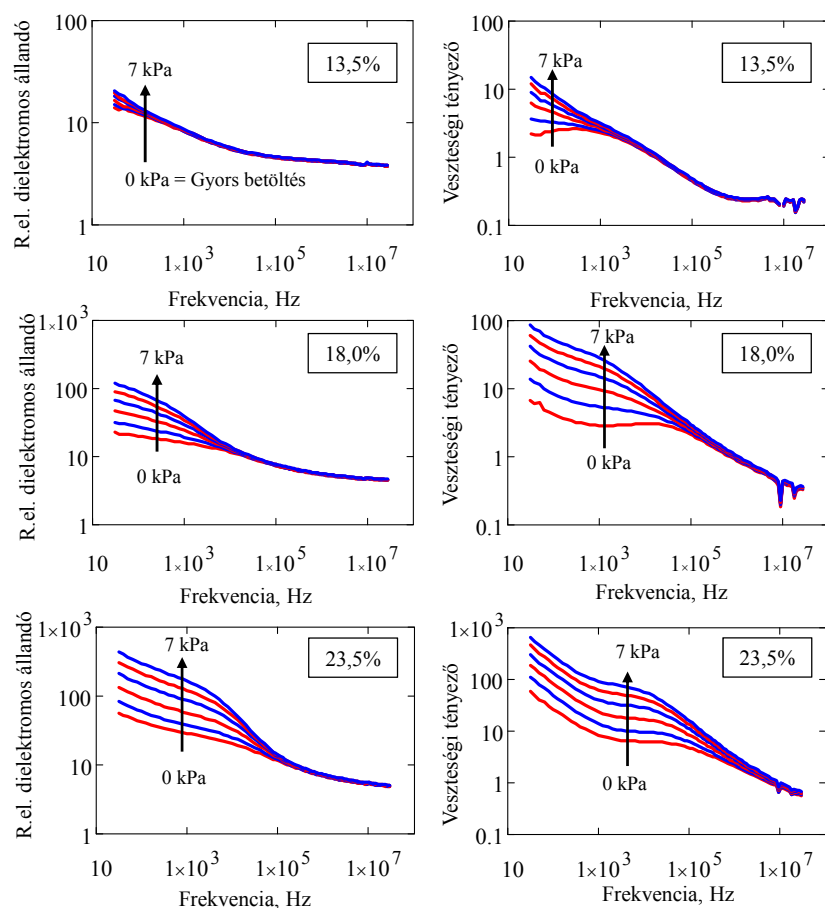 R.el. dielektromos állandó
100
10
1
7 kPa
13,5%
0 kPa = Gyors betöltés
10
1×10³
1×10⁵
1×10⁷
Frekvencia, Hz
Veszteségi tényező
100
10
1
0.1
7 kPa
13,5%
0 kPa
10
1×10³
1×10⁵
1×10⁷
Frekvencia, Hz
R.el. dielektromos állandó
1×10³
100
10
1
7 kPa
18,0%
0 kPa
10
1×10³
1×10⁵
1×10⁷
Frekvencia, Hz
Veszteségi tényező
100
10
1
0.1
7 kPa
18,0%
0 kPa
10
1×10³
1×10⁵
1×10⁷
Frekvencia, Hz
R.el. dielektromos állandó
1×10³
100
10
1
7 kPa
23,5%
0 kPa
10
1×10³
1×10⁵
1×10⁷
Frekvencia, Hz
Veszteségi tényező
1×10³
100
10
1
0.1
7 kPa
23,5%
0 kPa
10
1×10³
1×10⁵
1×10⁷
Frekvencia, Hz